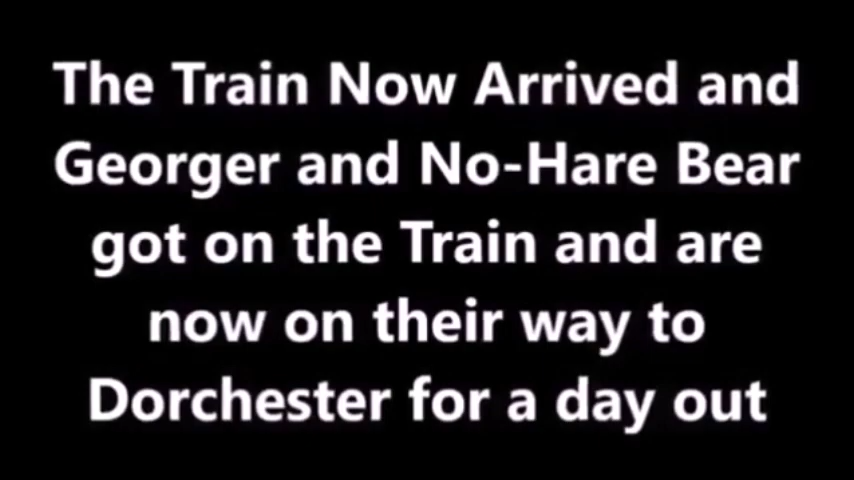 The Train Now Arrived and
Georger and No-Hare Bear
got on the Train and are
now on their way to
Dorchester for a day out